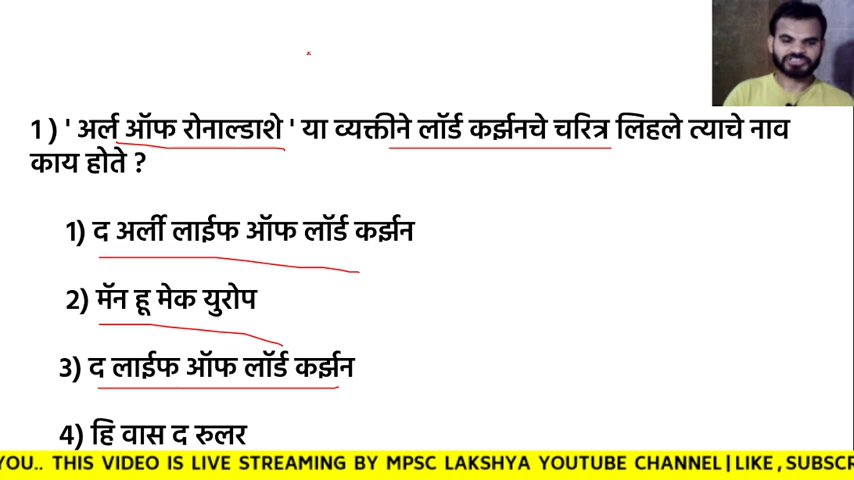 1) ' अर्ल ऑफ रोनाल्डाशे ' या व्यक्तीने लॉर्ड कर्झनचे चरित्र लिहले त्याचे नाव
काय होते ?
1) द अर्ली लाईफ ऑफ लॉर्ड कर्झन
2) मॅन हू मेक युरोप
3) द लाईफ ऑफ लॉर्ड कर्झन
4) हि वास द रुलर
YOU.. THIS VIDEO IS LIVE STREAMING BY MPSC LAKSHYA YOUTUBE CHANNEL | LIKE , SUBSCR